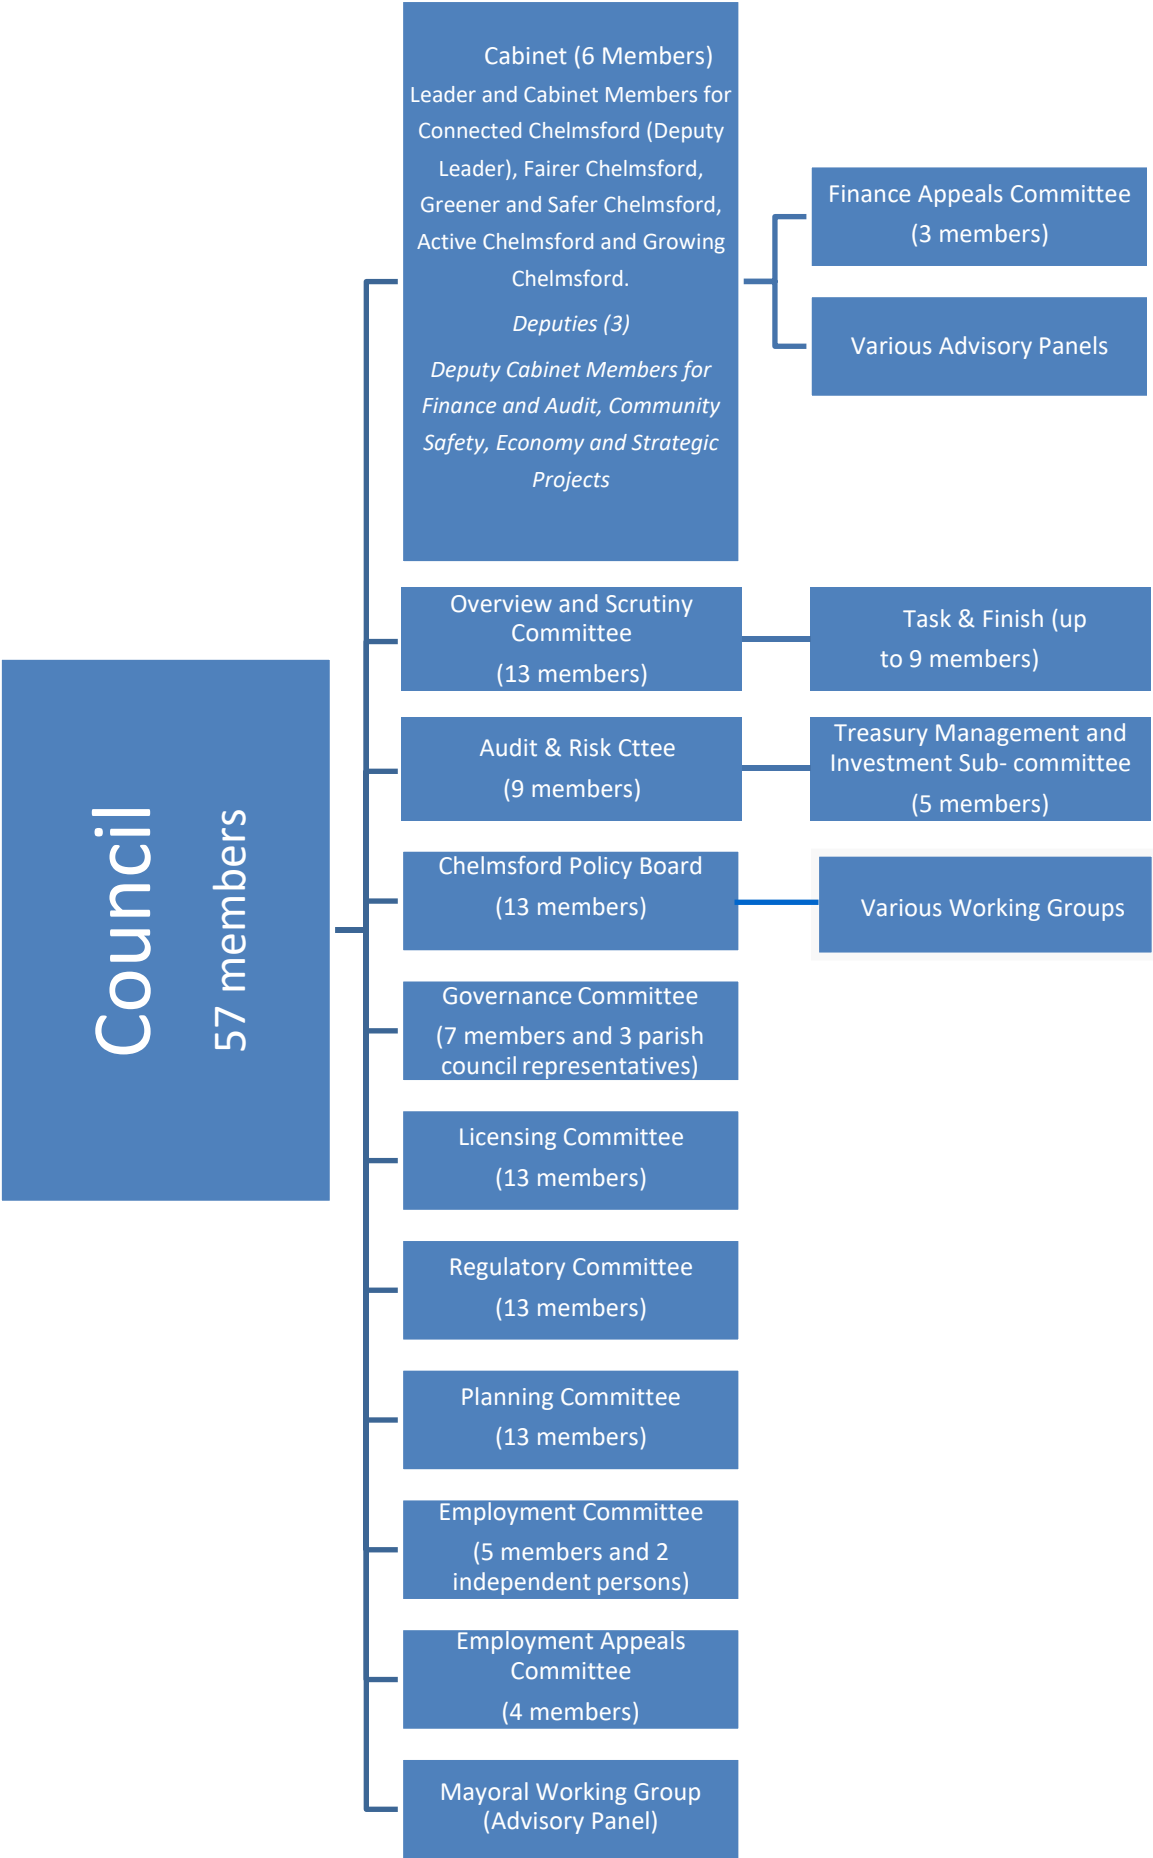 Council
57 members
Cabinet (6 Members)
Leader and Cabinet Members for
Connected Chelmsford (Deputy
Leader), Fairer Chelmsford,
Greener and Safer Chelmsford,
Active Chelmsford and Growing
Chelmsford.
Deputies (3)
Deputy Cabinet Members for
Finance and Audit, Community
Safety, Economy and Strategic
Projects
Finance Appeals Committee
(3 members)
Various Advisory Panels
Overview and Scrutiny
Committee
(13 members)
Task & Finish (up
to 9 members)
Audit & Risk Cttee
(9 members)
Treasury Management and
Investment Sub- committee
(5 members)
Chelmsford Policy Board
(13 members)
Various Working Groups
Governance Committee
(7 members and 3 parish
council representatives)
Licensing Committee
(13 members)
Regulatory Committee
(13 members)
Planning Committee
(13 members)
Employment Committee
(5 members and 2
independent persons)
Employment Appeals
Committee
(4 members)
Mayoral Working Group
(Advisory Panel)